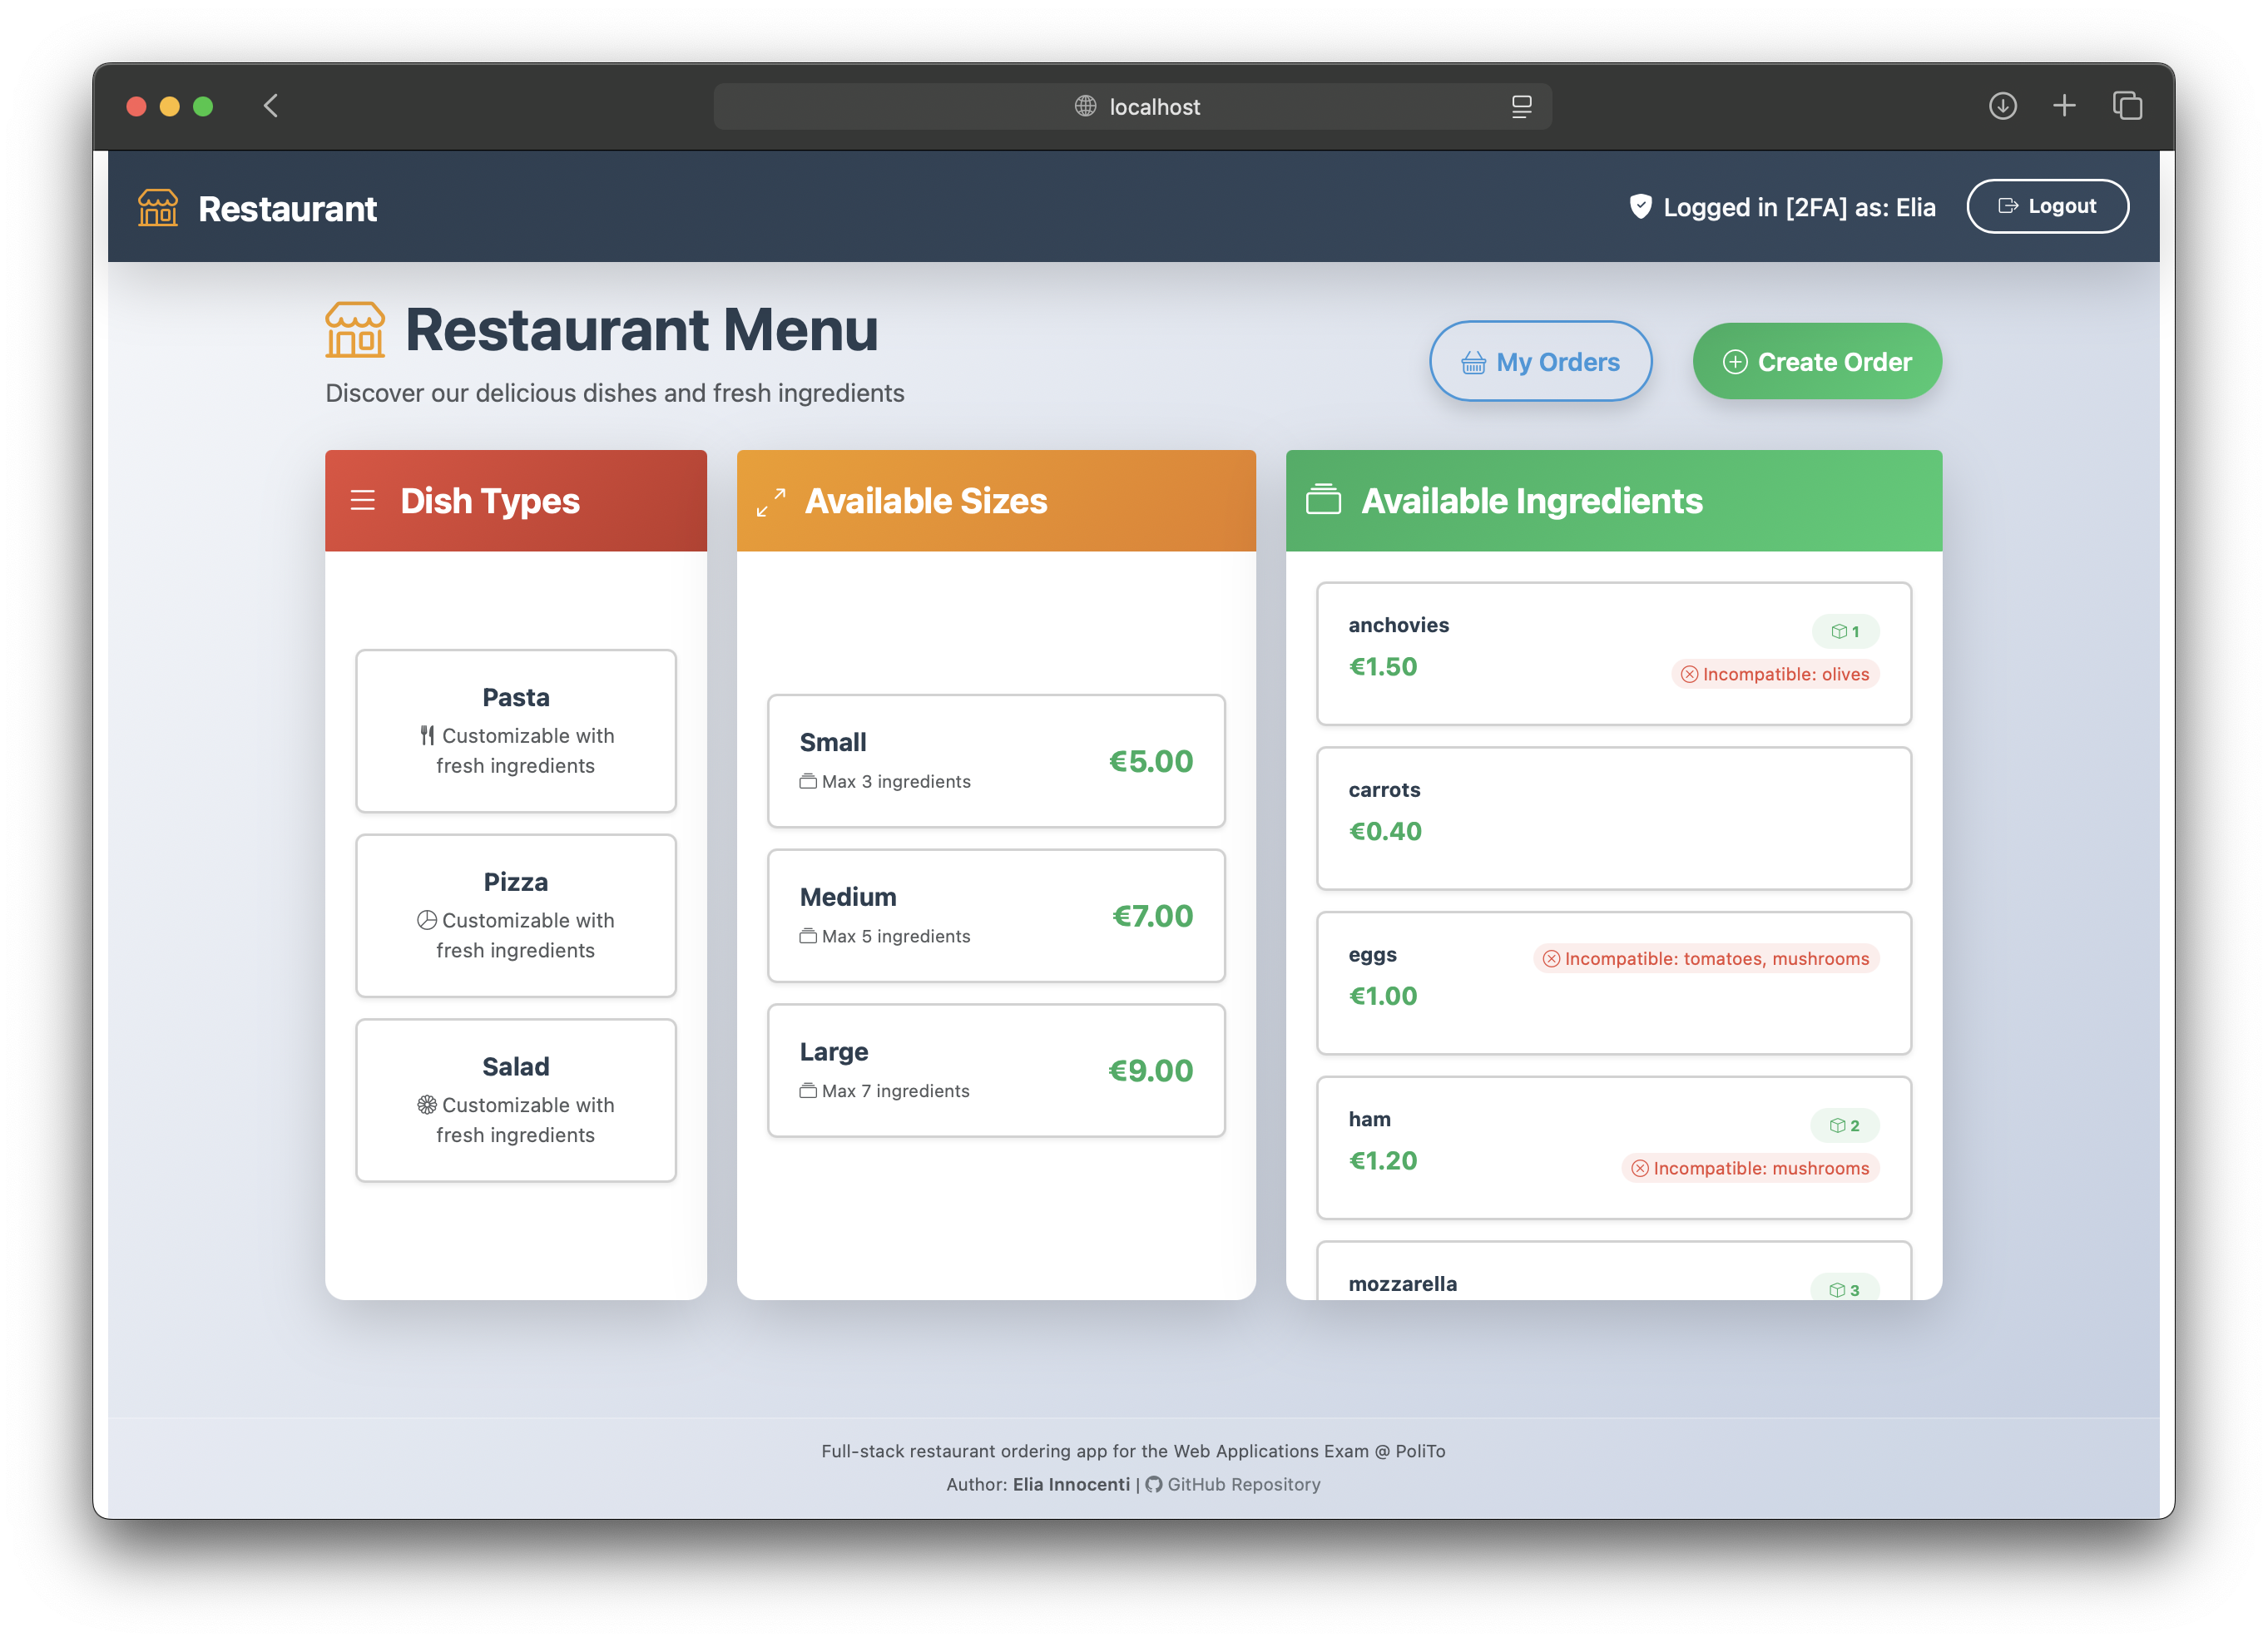 localhost
Restaurant
Logged in [2FA] as: Elia
Logout
Restaurant Menu
Discover our delicious dishes and fresh ingredients
My Orders
Create Order
Dish Types
Pasta
Customizable with
fresh ingredients
Pizza
Customizable with
fresh ingredients
Salad
Customizable with
fresh ingredients
Available Sizes
Small
Max 3 ingredients
€5.00
Medium
Max 5 ingredients
€7.00
Large
Max 7 ingredients
€9.00
Available Ingredients
anchovies
1
€1.50
Incompatible: olives
carrots
€0.40
eggs
Incompatible: tomatoes, mushrooms
€1.00
ham
2
€1.20
Incompatible: mushrooms
mozzarella
3
Full-stack restaurant ordering app for the Web Applications Exam @ PoliTo
Author: Elia Innocenti | GitHub Repository